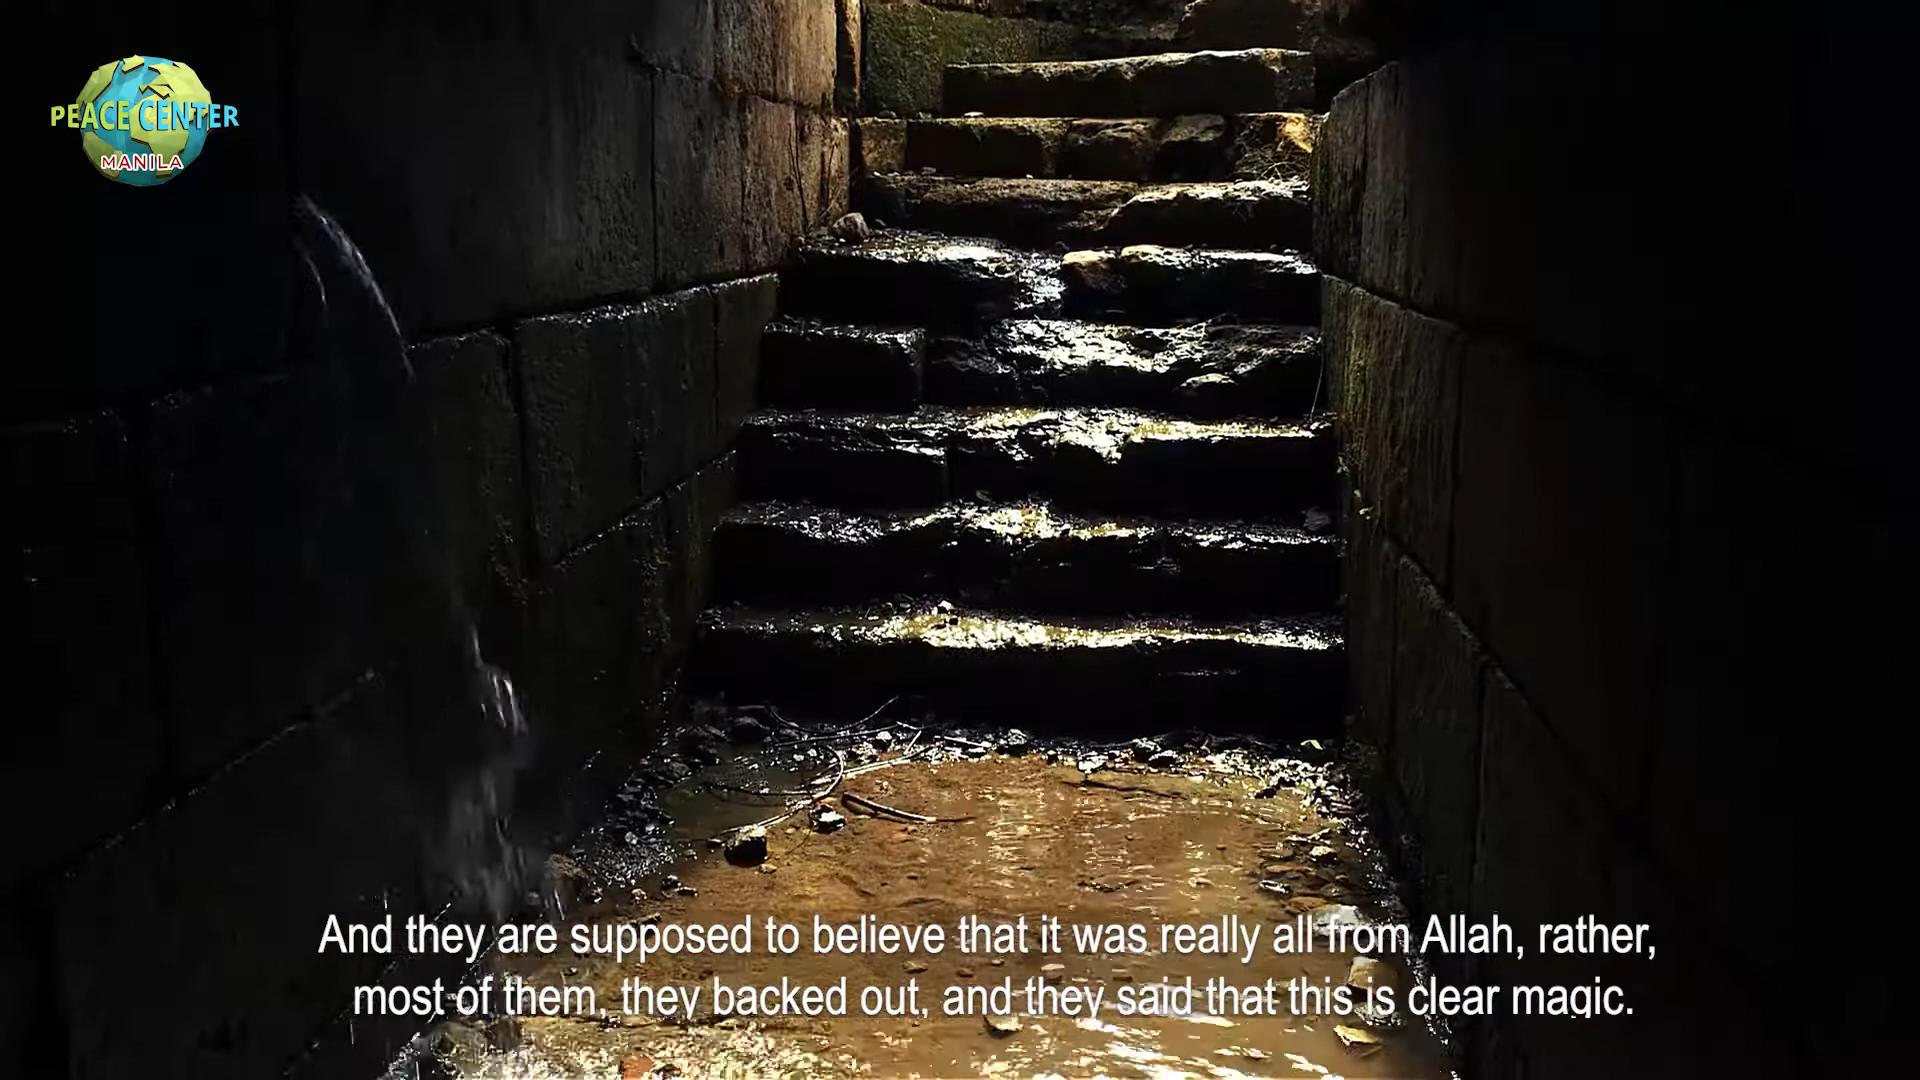 PEACE CENTER
MANILA
And they are supposed to believe that it was really all from Allah, rather,
most of them, they backed out, and they said that this is clear magic.